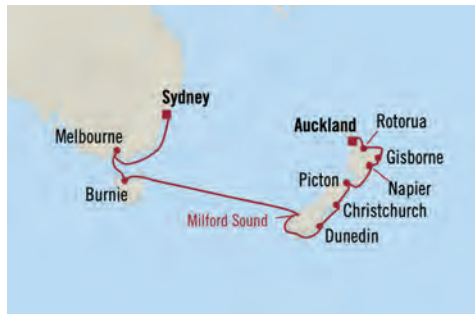 Sydney
Melbourne
Auckland
Rotorua
Gisborne
Picton
Napier
Burnie
Christchurch
Milford Sound
Dunedin